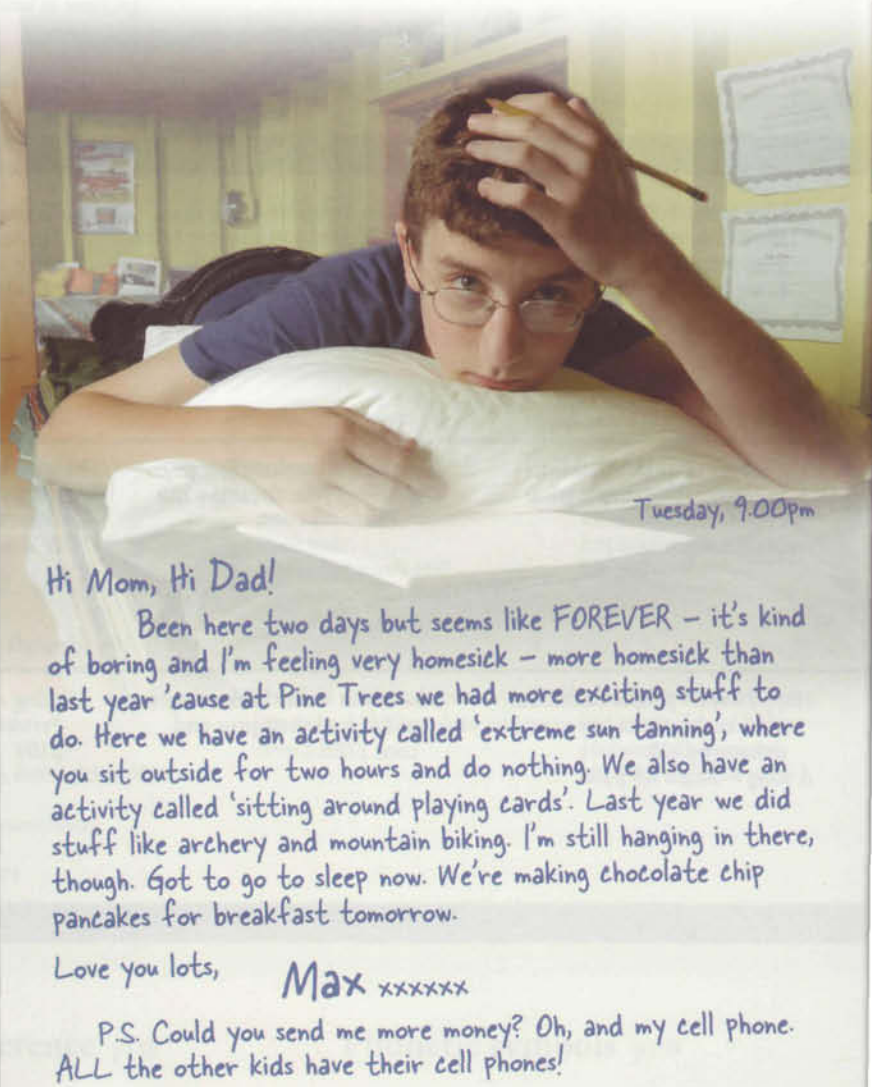 Tuesday, 9.00pm
Hi Mom, Hi Dad!
Been here two days but seems like FOREVER – it's kind
of boring and I'm feeling very homesick – more homesick than
last year 'cause at Pine Trees we had more exciting stuff to
do. Here we have an activity called 'extreme sun tanning', where
you sit outside for two hours and do nothing. We also have an
activity called 'sitting around playing cards'. Last year we did
stuff like archery and mountain biking. I'm still hanging in there,
though. Got to go to sleep now. We're making chocolate chip
pancakes for breakfast tomorrow.
Love you lots,
Max xxxxxx
P.S. Could you send me more money? Oh, and my cell phone.
ALL the other kids have their cell phones!